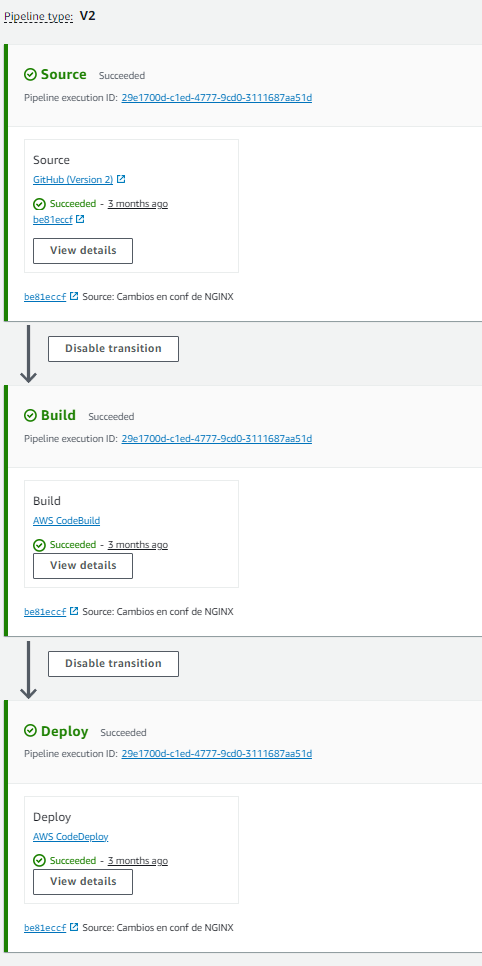 Pipeline type: V2
Source Succeeded
Pipeline execution ID: 29e1700d-c1ed-4777-9cd0-3111687aa51d
Source
GitHub (Version 2)
Succeeded - 3 months ago
be81eccf
View details
be81eccf Source: Cambios en conf de NGINX
Disable transition
Build Succeeded
Pipeline execution ID: 29e1700d-c1ed-4777-9cd0-3111687aa51d
Build
AWS CodeBuild
Succeeded - 3 months ago
View details
be81eccf Source: Cambios en conf de NGINX
Disable transition
Deploy Succeeded
Pipeline execution ID: 29e1700d-c1ed-4777-9cd0-3111687aa51d
Deploy
AWS CodeDeploy
Succeeded - 3 months ago
View details
be81eccf Source: Cambios en conf de NGINX